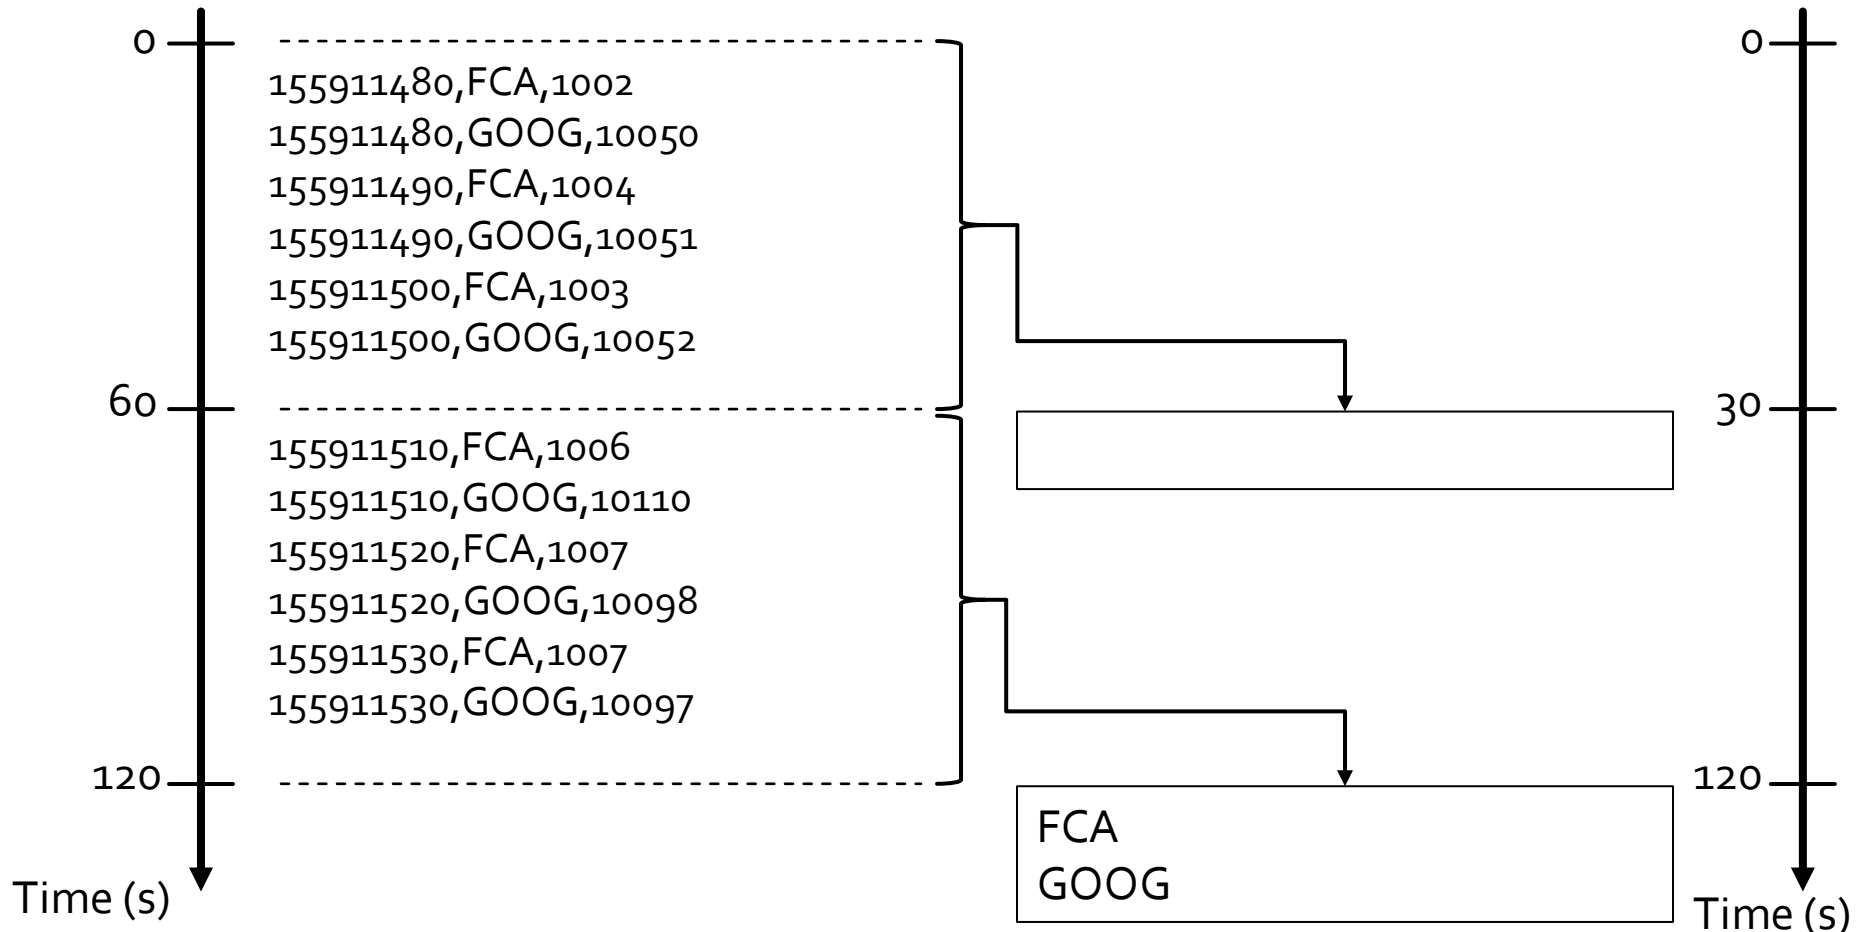 0
155911480,FCA,1002
155911480,GOOG,10050
155911490,FCA,1004
155911490,GOOG,10051
155911500,FCA,1003
155911500,GOOG,10052
60
155911510,FCA,1006
155911510,GOOG,10110
155911520,FCA,1007
155911520,GOOG,10098
155911530,FCA,1007
155911530,GOOG,10097
120
Time (s)
FCA
GOOG
0
30
120
Time (s)